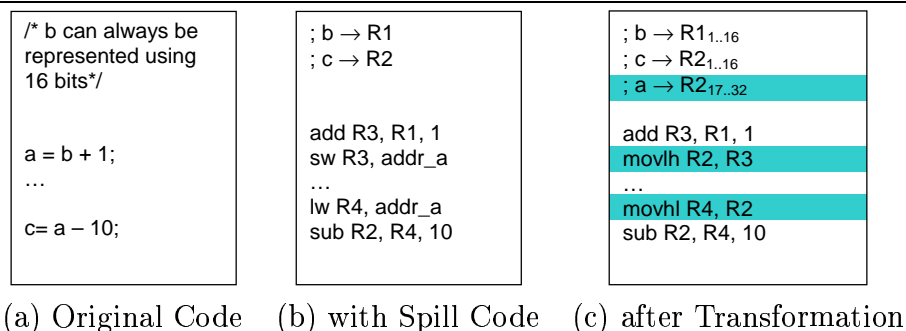 /* b can always be
represented using
16 bits*/
a = b + 1;
…
c= a – 10;
(a) Original Code
; b → R1
; c → R2
add R3, R1, 1
sw R3, addr_a
…
lw R4, addr_a
sub R2, R4, 10
(b) with Spill Code
; b → R1₁..₁₆
; c → R2₁..₁₆
; a → R2₁₇..₃₂
add R3, R1, 1
movlh R2, R3
…
movhl R4, R2
sub R2, R4, 10
(c) after Transformation